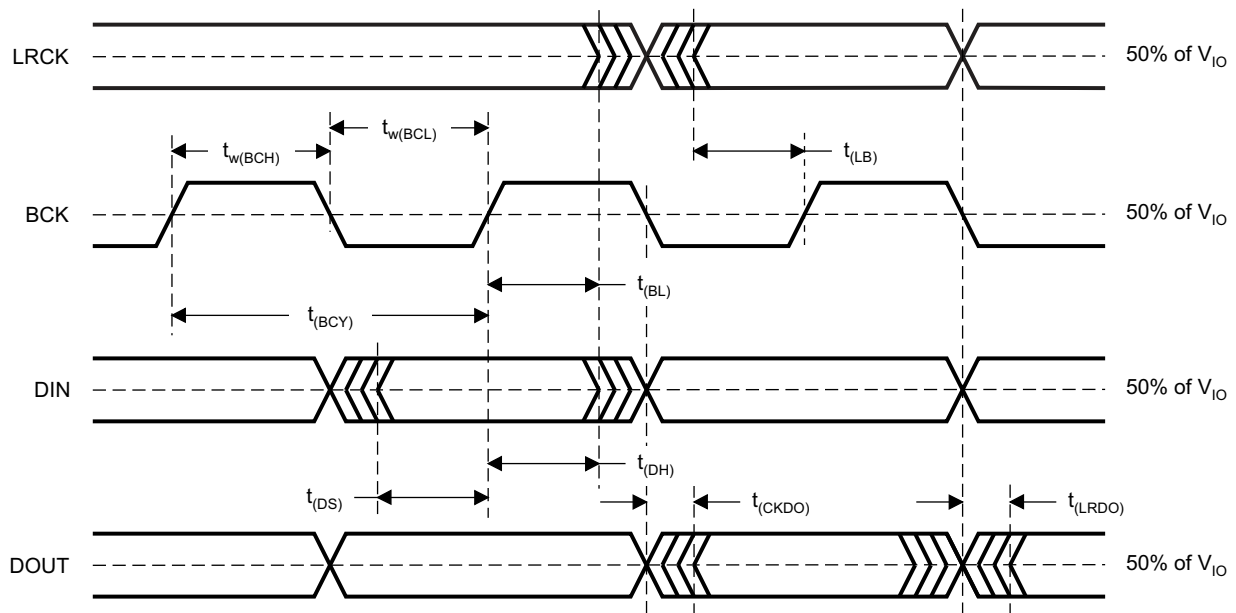 LRCK
50% of V_IO
t_w(BCL)
t_w(BCH)
t_(LB)
BCK
50% of V_IO
t_(BL)
t_(BCY)
DIN
50% of V_IO
t_(DH)
t_(DS)
t_(CKDO)
t_(LRDO)
DOUT
50% of V_IO